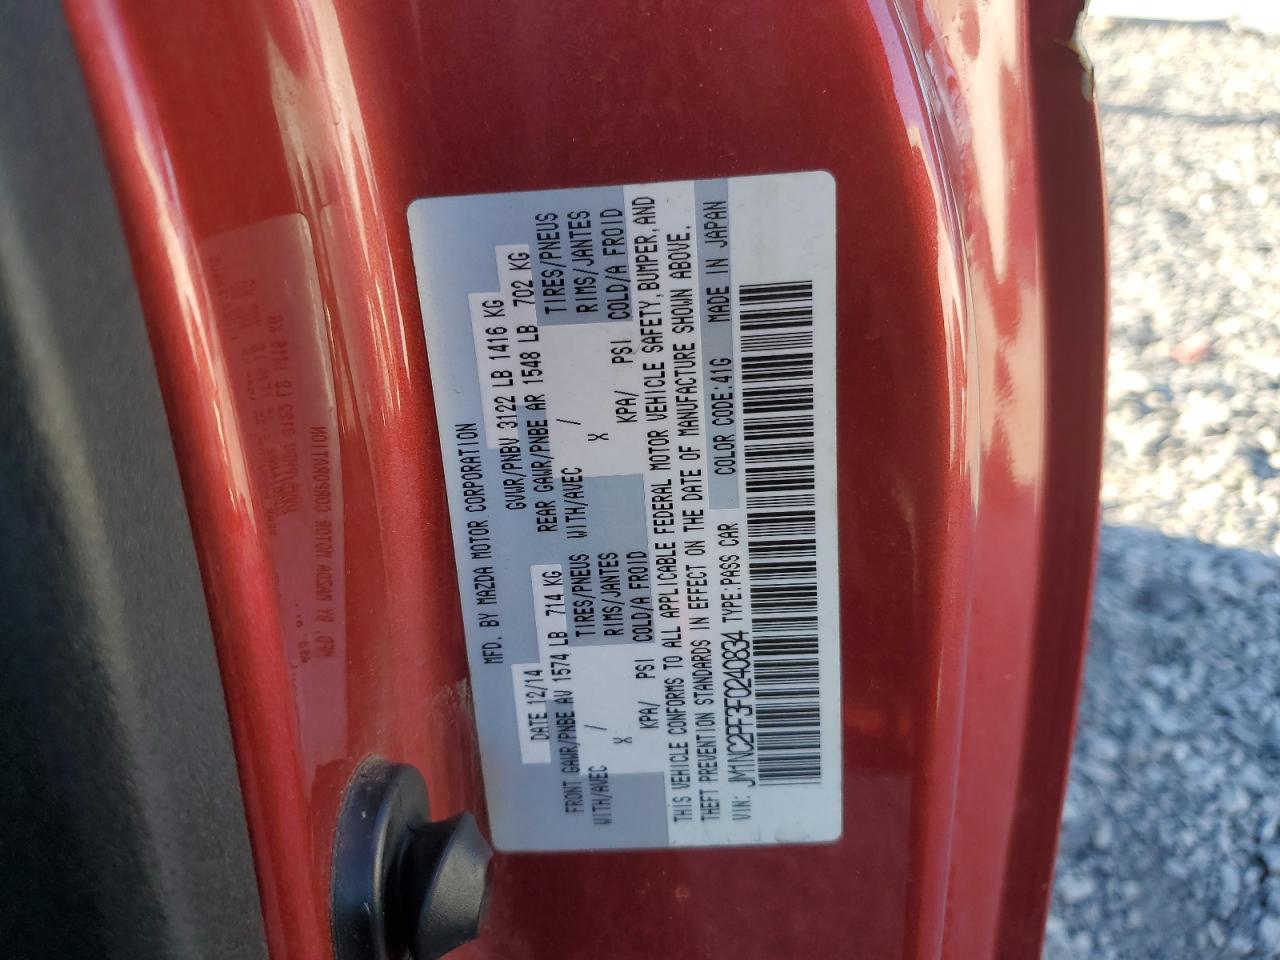 MFD. BY MAZDA MOTOR CORPORATION
DATE 12/14 GVWR/PNBV 3122 LB 1416 KG
FRONT GAWR/PNBE AV 1574 LB 714 KG REAR GAWR/PNBE AR 1548 LB 702 KG
WITH/AVEC / TIRES/PNEUS WITH/AVEC / TIRES/PNEUS
X RIMS/JANTES X RIMS/JANTES
KPA/ PSI COLD/A FROID KPA/ PSI COLD/A FROID
THIS VEHICLE CONFORMS TO ALL APPLICABLE FEDERAL MOTOR VEHICLE SAFETY, BUMPER, AND
THEFT PREVENTION STANDARDS IN EFFECT ON THE DATE OF MANUFACTURE SHOWN ABOVE.
VIN: JM1NC2PF3F0240834 TYPE:PASS CAR COLOR CODE:41G MADE IN JAPAN